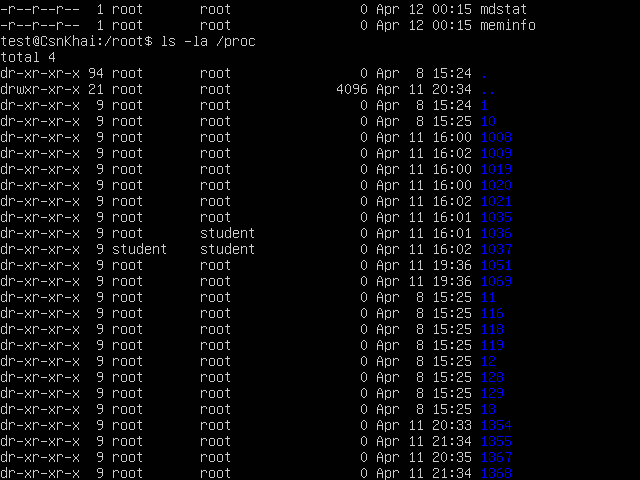 -r--r--r--  1 root     root           0 Apr 12 00:15 mdstat
-r--r--r--  1 root     root           0 Apr 12 00:15 meminfo
test@CsnKhai:/root$ ls -la /proc
total 4
dr-xr-xr-x 94 root     root           0 Apr  8 15:24 .
drwxr-xr-x 21 root     root        4096 Apr 11 20:34 ..
dr-xr-xr-x  9 root     root           0 Apr  8 15:24 1
dr-xr-xr-x  9 root     root           0 Apr  8 15:25 10
dr-xr-xr-x  9 root     root           0 Apr 11 16:00 1008
dr-xr-xr-x  9 root     root           0 Apr 11 16:02 1009
dr-xr-xr-x  9 root     root           0 Apr 11 16:00 1019
dr-xr-xr-x  9 root     root           0 Apr 11 16:00 1020
dr-xr-xr-x  9 root     root           0 Apr 11 16:02 1021
dr-xr-xr-x  9 root     root           0 Apr 11 16:01 1035
dr-xr-xr-x  9 root     student        0 Apr 11 16:01 1036
dr-xr-xr-x  9 student  student        0 Apr 11 16:02 1037
dr-xr-xr-x  9 root     root           0 Apr 11 19:36 1051
dr-xr-xr-x  9 root     root           0 Apr 11 19:36 1069
dr-xr-xr-x  9 root     root           0 Apr  8 15:25 11
dr-xr-xr-x  9 root     root           0 Apr  8 15:25 116
dr-xr-xr-x  9 root     root           0 Apr  8 15:25 118
dr-xr-xr-x  9 root     root           0 Apr  8 15:25 119
dr-xr-xr-x  9 root     root           0 Apr  8 15:25 12
dr-xr-xr-x  9 root     root           0 Apr  8 15:25 128
dr-xr-xr-x  9 root     root           0 Apr  8 15:25 129
dr-xr-xr-x  9 root     root           0 Apr  8 15:25 13
dr-xr-xr-x  9 root     root           0 Apr 11 20:33 1354
dr-xr-xr-x  9 root     root           0 Apr 11 21:34 1355
dr-xr-xr-x  9 root     root           0 Apr 11 20:35 1367
dr-xr-xr-x  9 root     root           0 Apr 11 21:34 1368